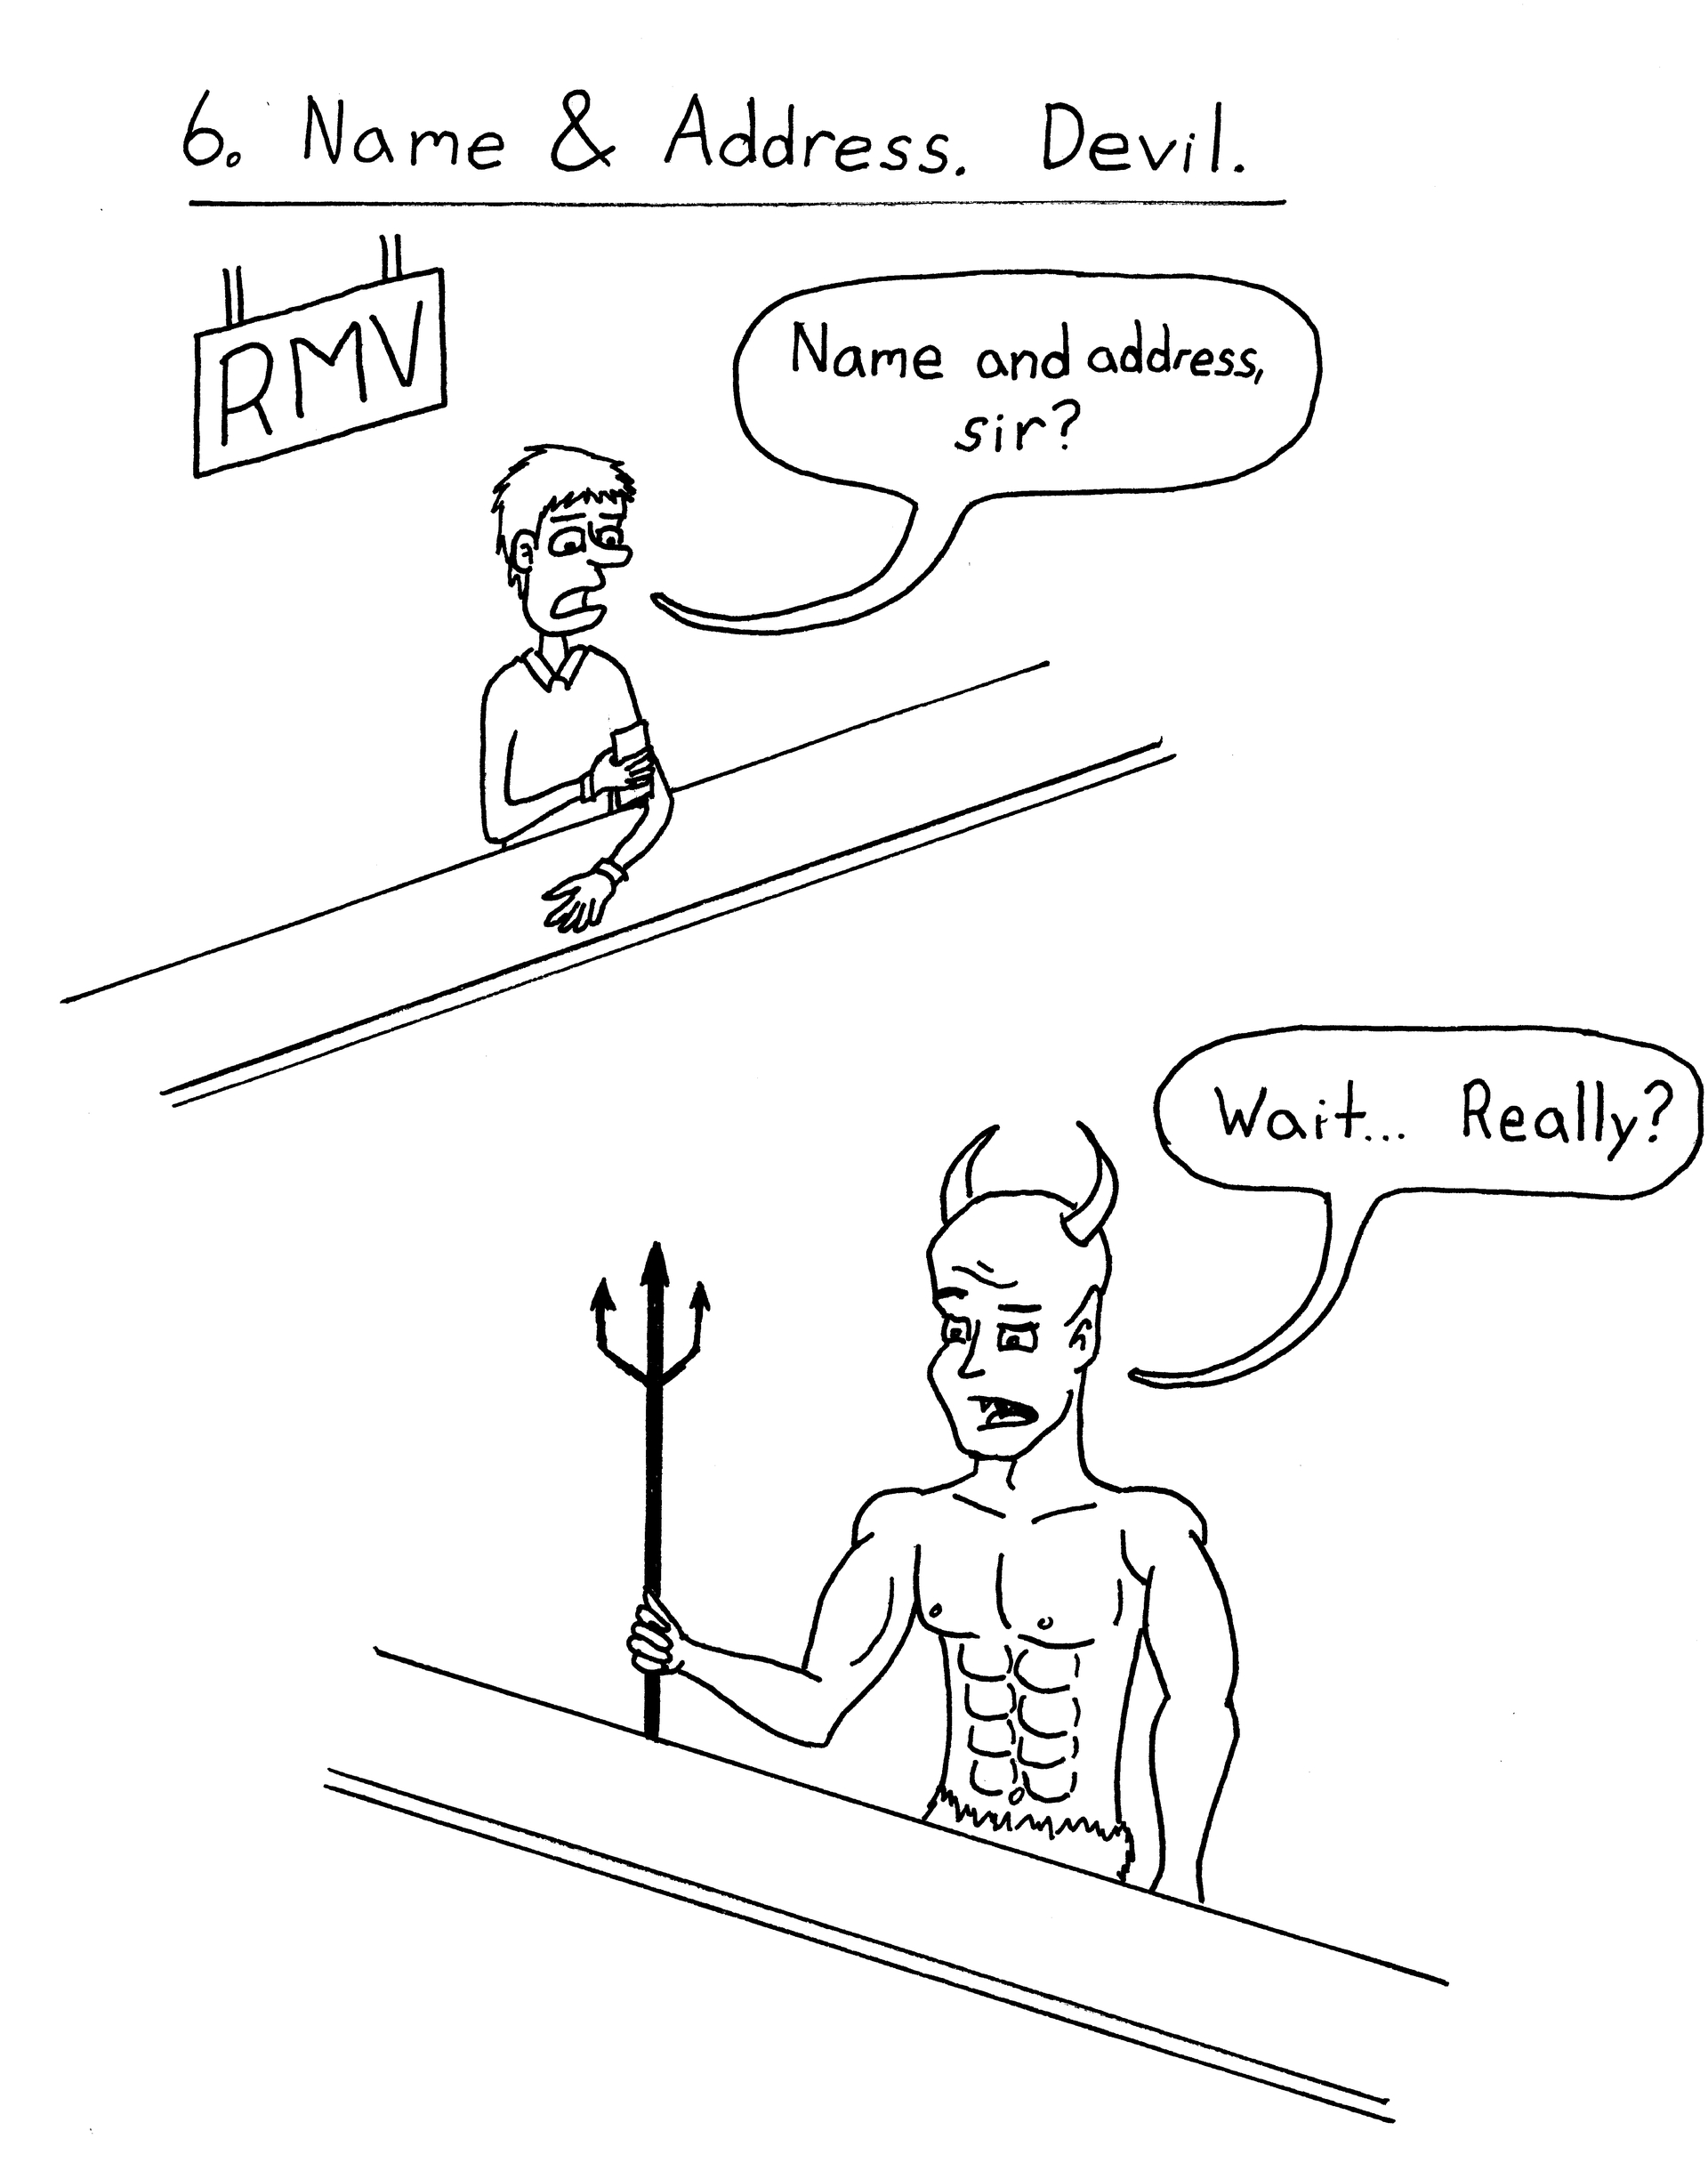 6. Name & Address. Devil.
RMV
Name and address,
sir?
Wait... Really?